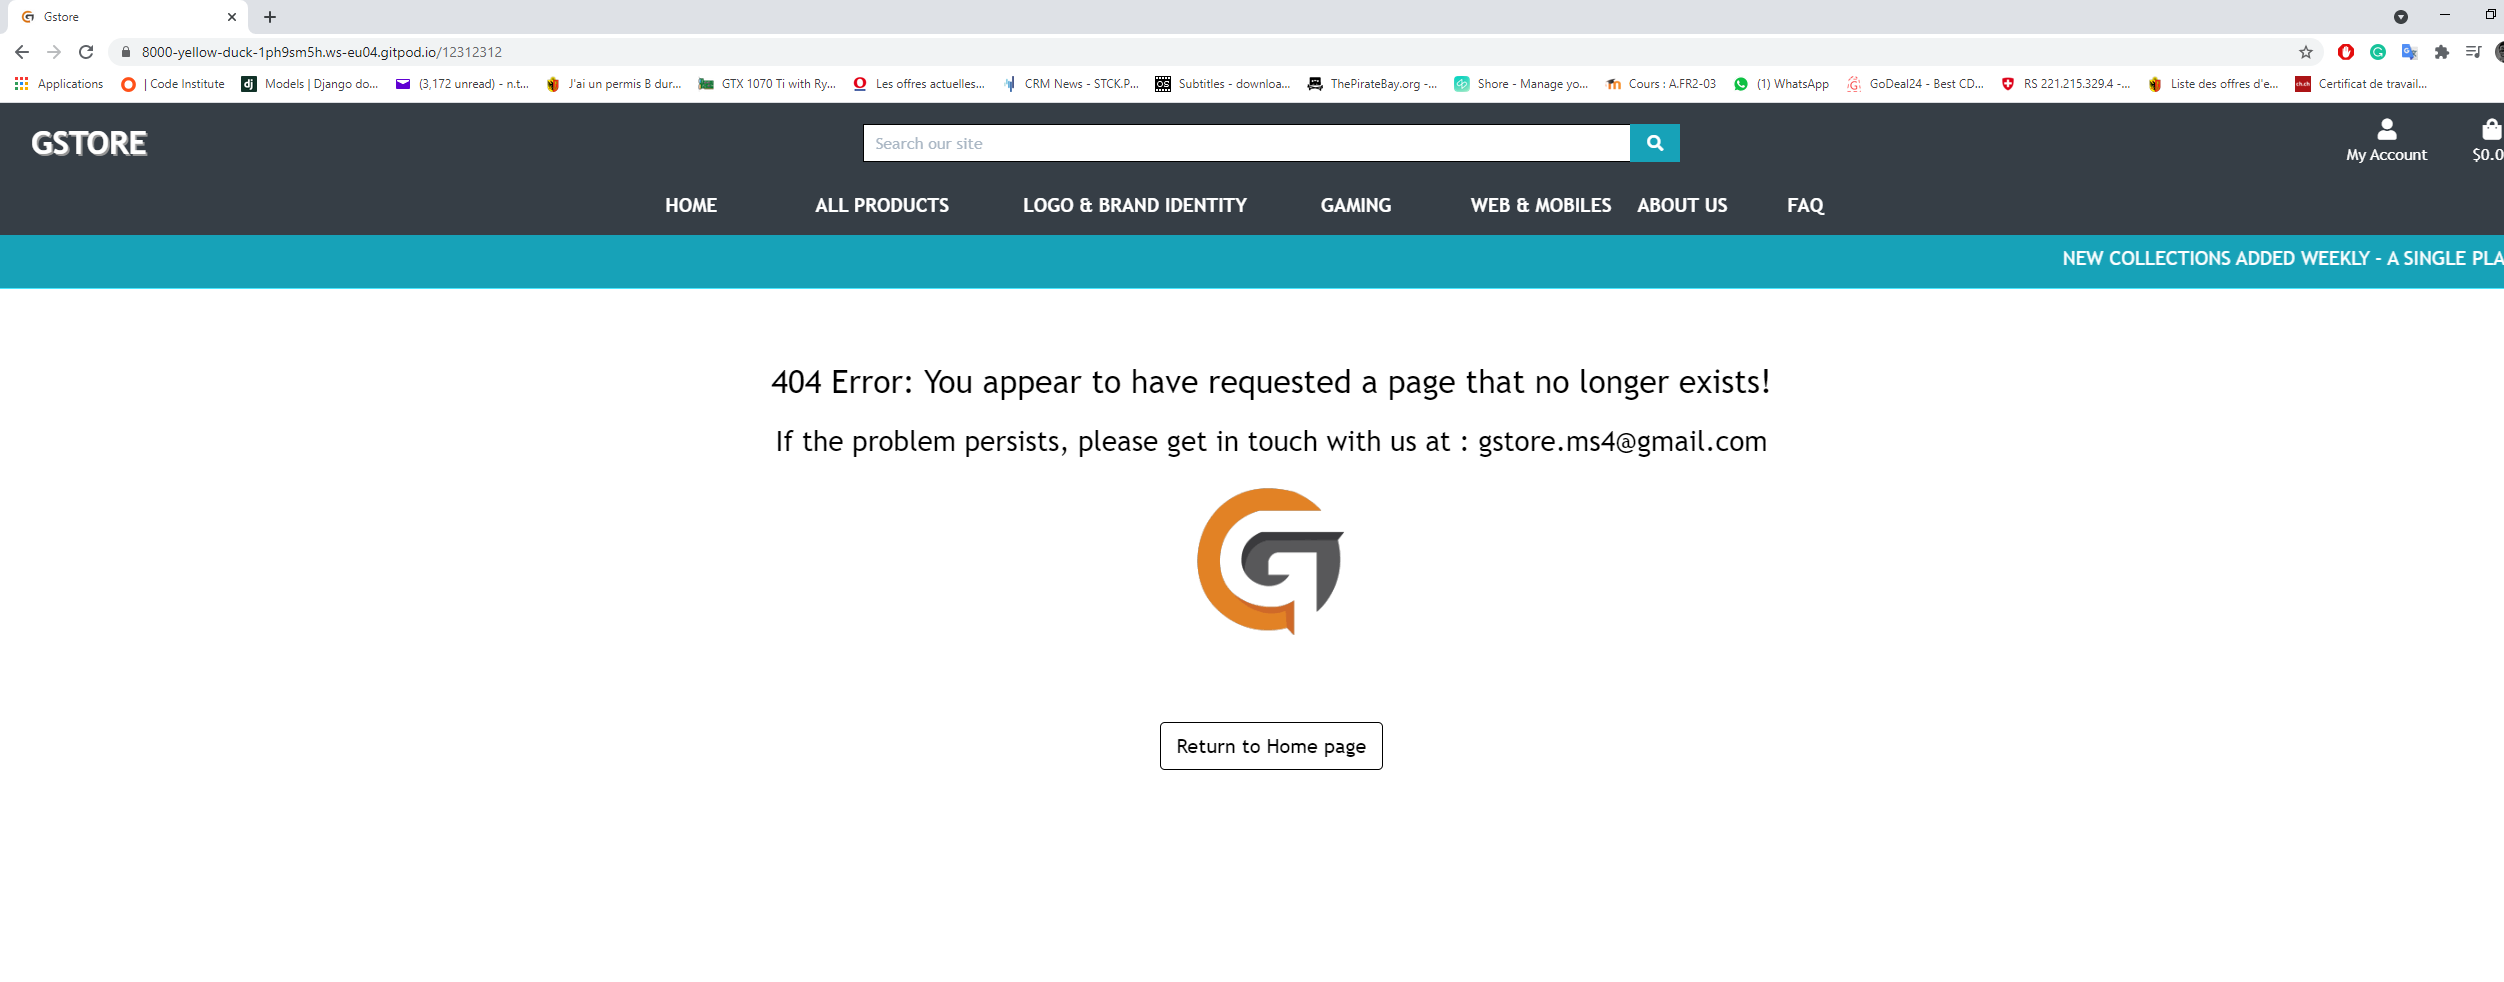 Gstore
8000-yellow-duck-1ph9sm5h.ws-eu04.gitpod.io/12312312
Applications | Code Institute Models | Django do... (3,172 unread) - n.t... J'ai un permis B dur... GTX 1070 Ti with Ry... Les offres actuelles... CRM News - STCK.P... Subtitles - downloa... ThePirateBay.org -... Shore - Manage yo... Cours : A.FR2-03 (1) WhatsApp GoDeal24 - Best CD... RS 221.215.329.4 -... Liste des offres d'e... Certificat de travail...
GSTORE
Search our site
My Account
$0.0
HOME ALL PRODUCTS LOGO & BRAND IDENTITY GAMING WEB & MOBILES ABOUT US FAQ
NEW COLLECTIONS ADDED WEEKLY - A SINGLE PLA
404 Error: You appear to have requested a page that no longer exists!
If the problem persists, please get in touch with us at : gstore.ms4@gmail.com
Return to Home page